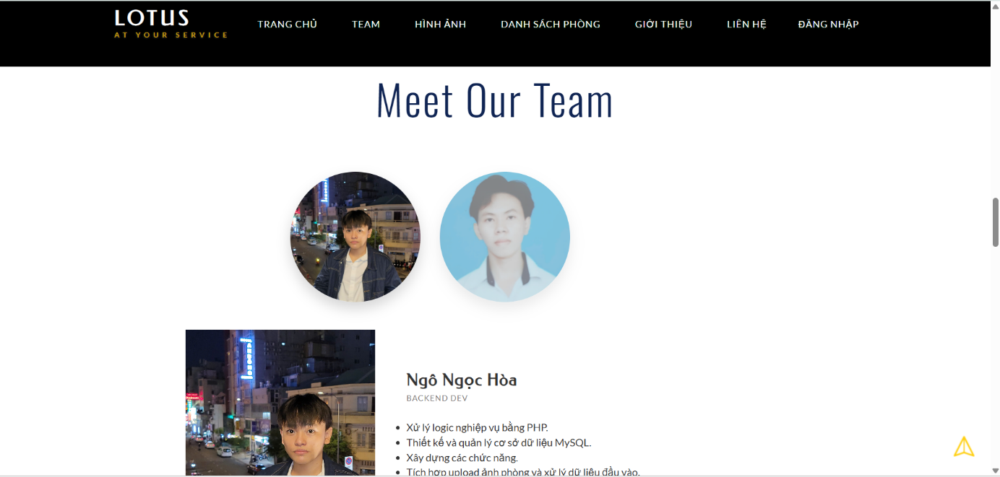 LOTUS
AT YOUR SERVICE
TRANG CHỦ TEAM HÌNH ẢNH DANH SÁCH PHÒNG GIỚI THIỆU LIÊN HỆ ĐĂNG NHẬP
Meet Our Team
Ngô Ngọc Hòa
BACKEND DEV
Xử lý logic nghiệp vụ bằng PHP.
Thiết kế và quản lý cơ sở dữ liệu MySQL.
Xây dựng các chức năng.
Tích hợp upload ảnh phòng và xử lý dữ liệu đầu vào.